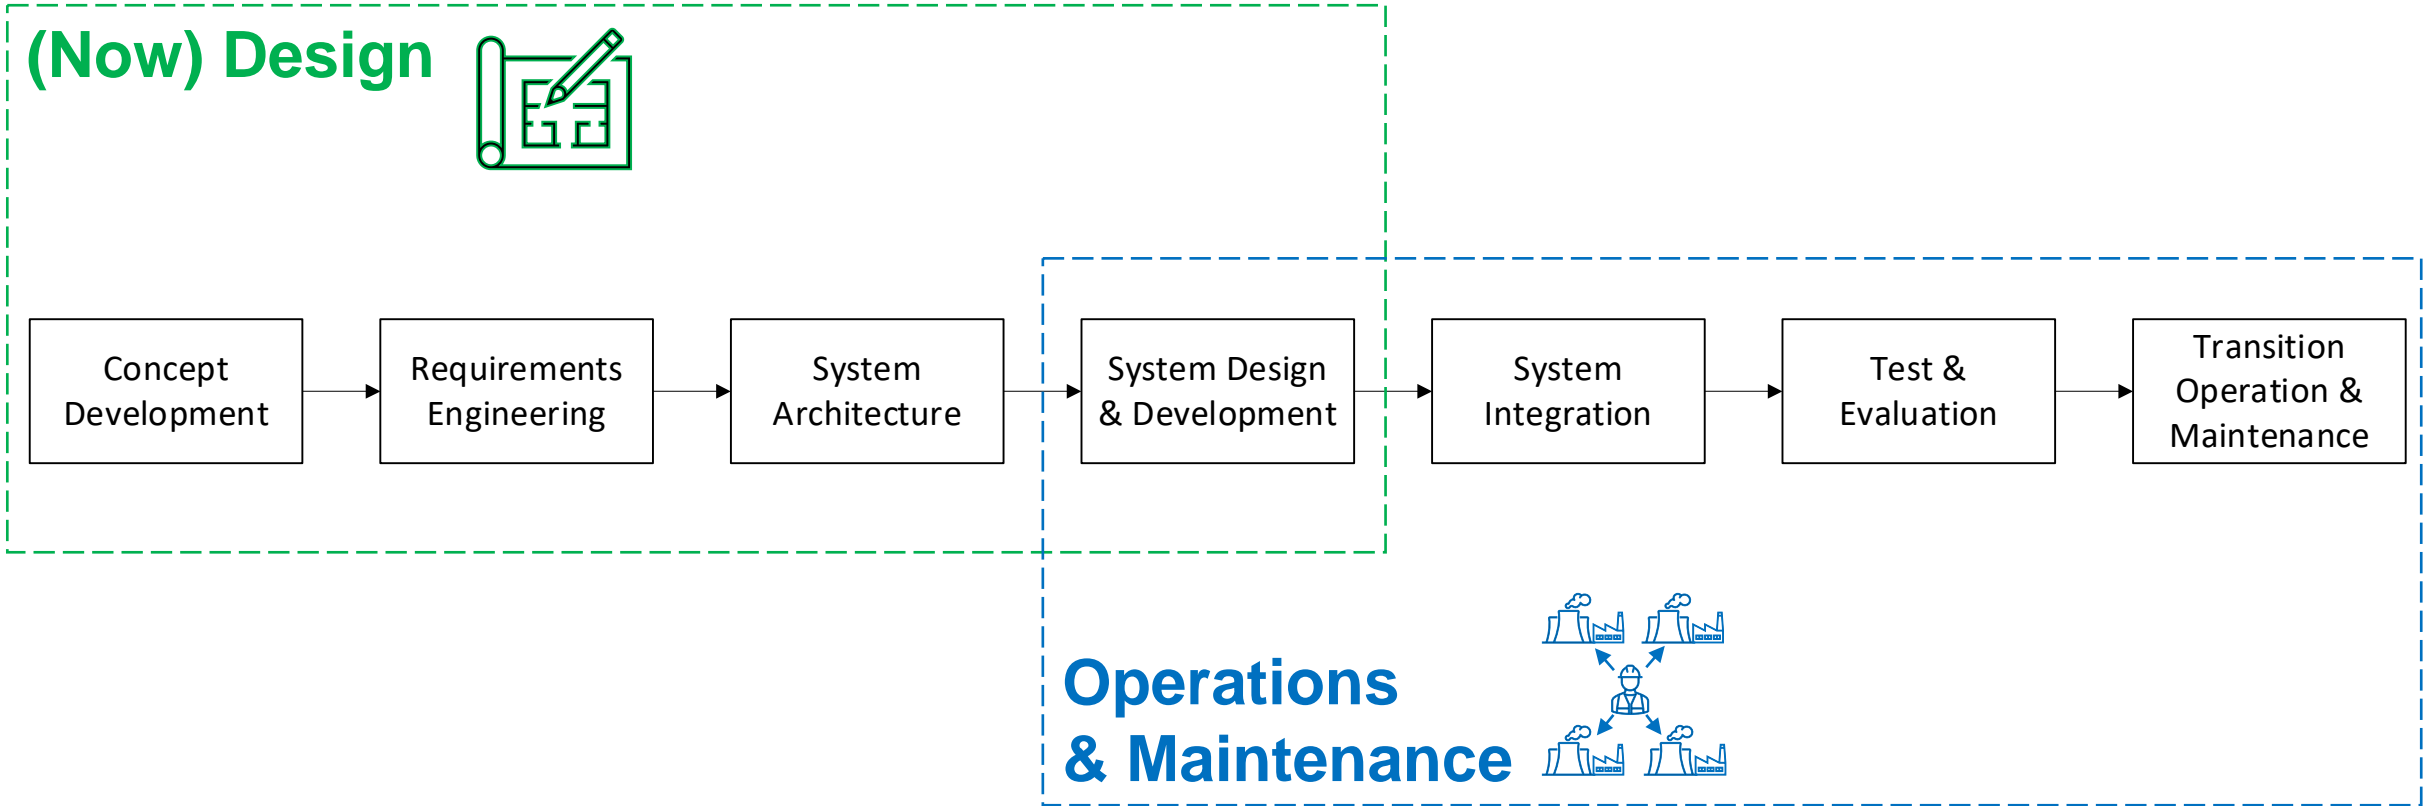 (Now) Design
Concept
Development
Requirements
Engineering
System
Architecture
System Design
& Development
System
Integration
Test &
Evaluation
Transition
Operation &
Maintenance
Operations
& Maintenance